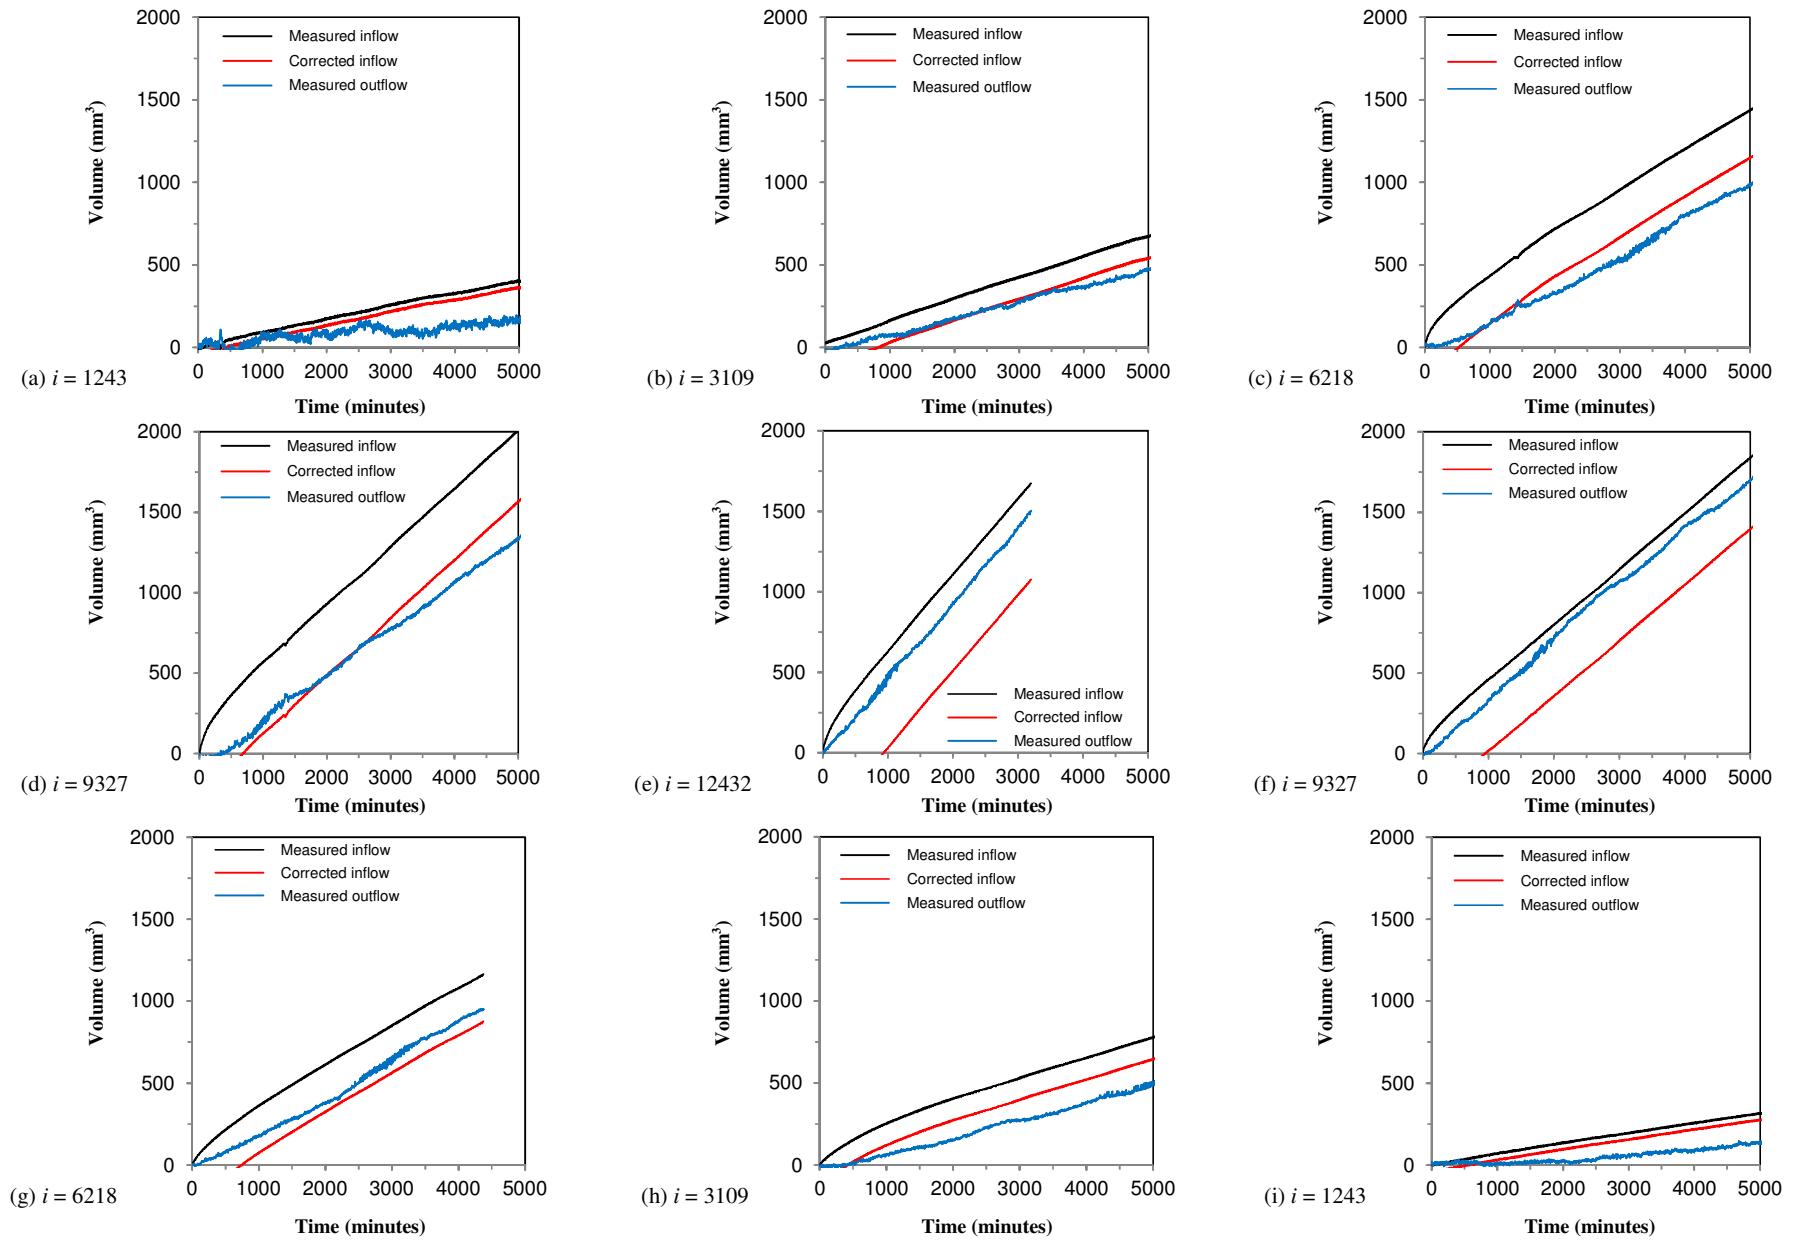 2000
1500
1000
500
0
Volume (mm³)
Measured inflow
Corrected inflow
Measured outflow
0 1000 2000 3000 4000 5000
Time (minutes)
(a) i = 1243
2000
1500
1000
500
0
Volume (mm³)
Measured inflow
Corrected inflow
Measured outflow
0 1000 2000 3000 4000 5000
Time (minutes)
(b) i = 3109
2000
1500
1000
500
0
Volume (mm³)
Measured inflow
Corrected inflow
Measured outflow
0 1000 2000 3000 4000 5000
Time (minutes)
(c) i = 6218
2000
1500
1000
500
0
Volume (mm³)
Measured inflow
Corrected inflow
Measured outflow
0 1000 2000 3000 4000 5000
Time (minutes)
(d) i = 9327
2000
1500
1000
500
0
Volume (mm³)
Measured inflow
Corrected inflow
Measured outflow
0 1000 2000 3000 4000 5000
Time (minutes)
(e) i = 12432
2000
1500
1000
500
0
Volume (mm³)
Measured inflow
Corrected inflow
Measured outflow
0 1000 2000 3000 4000 5000
Time (minutes)
(f) i = 9327
2000
1500
1000
500
0
Volume (mm³)
Measured inflow
Corrected inflow
Measured outflow
0 1000 2000 3000 4000 5000
Time (minutes)
(g) i = 6218
2000
1500
1000
500
0
Volume (mm³)
Measured inflow
Corrected inflow
Measured outflow
0 1000 2000 3000 4000 5000
Time (minutes)
(h) i = 3109
2000
1500
1000
500
0
Volume (mm³)
Measured inflow
Corrected inflow
Measured outflow
0 1000 2000 3000 4000 5000
Time (minutes)
(i) i = 1243